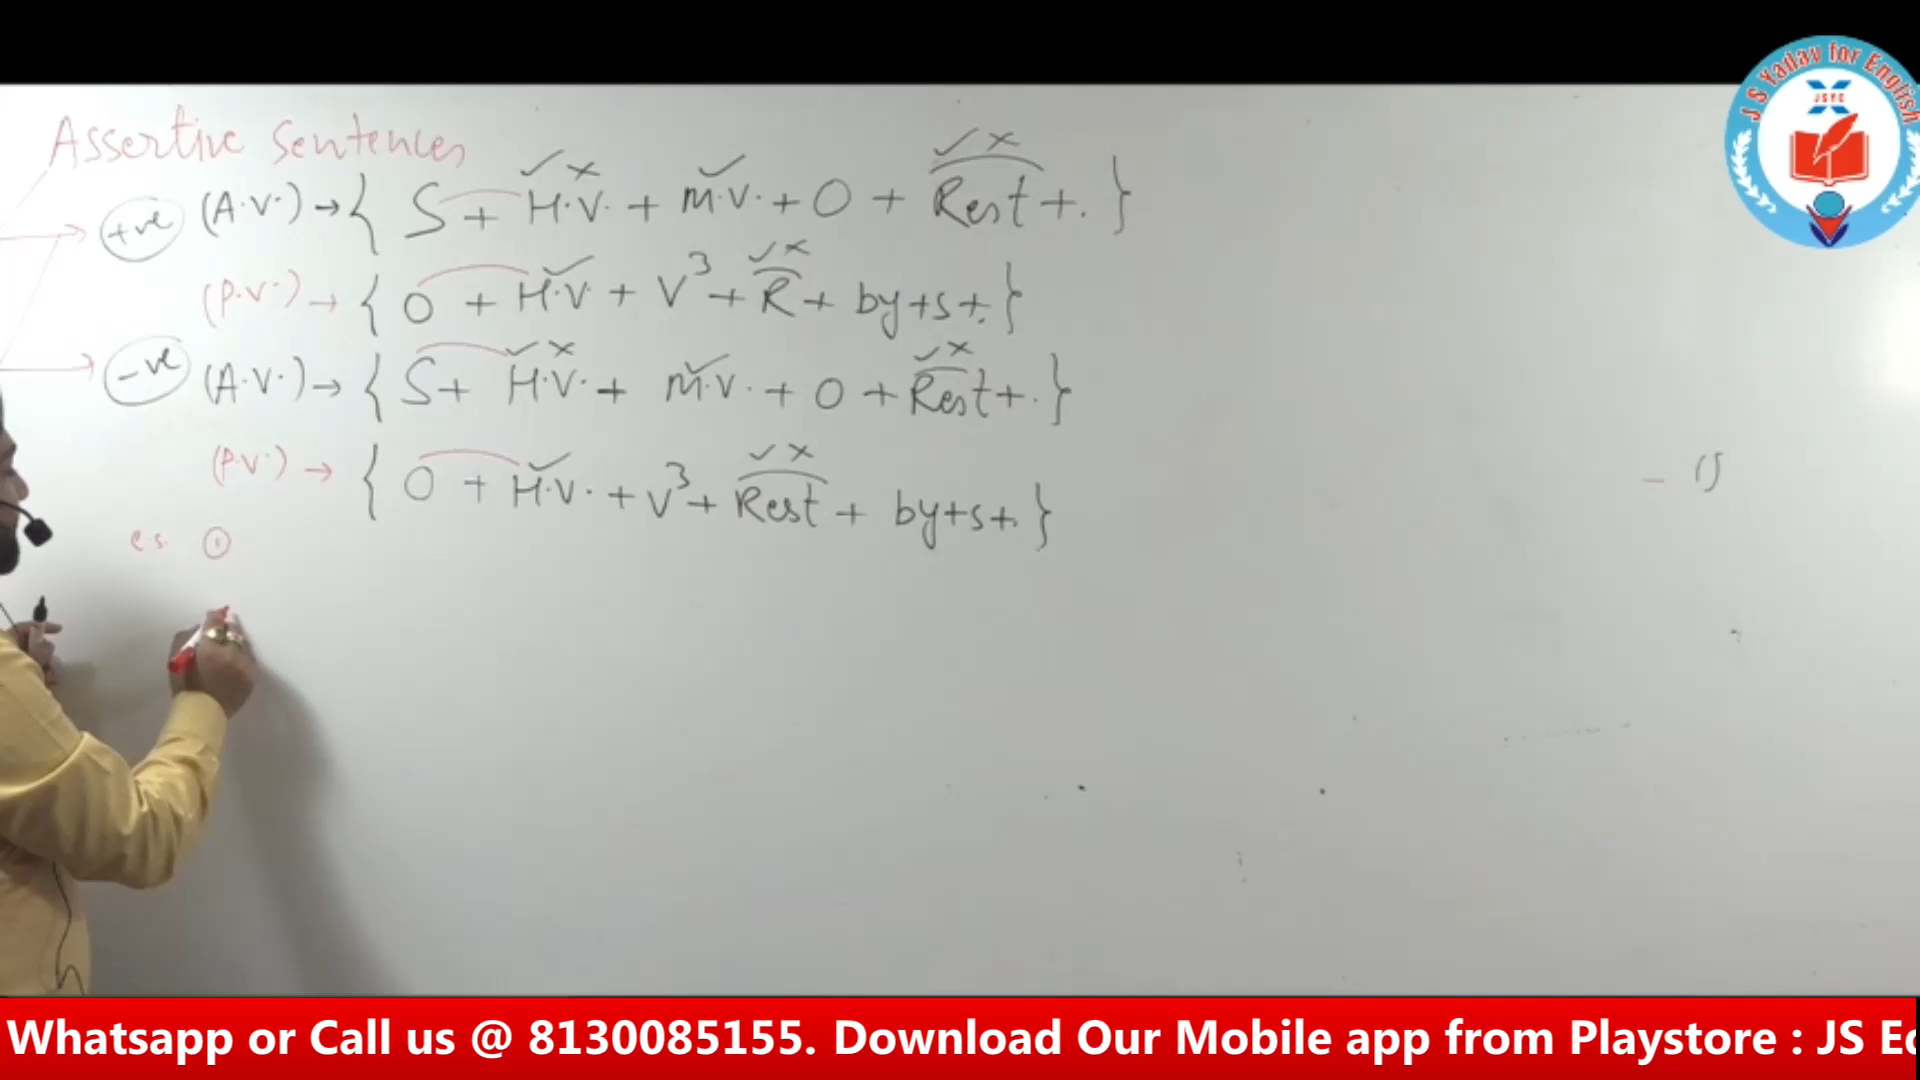 Assertive Sentences
+ve (A.V.) → { S + H.V. + M.V. + O + Rest + . }
(P.V.) → { O + H.V + V³ + R + by + s + . }
-ve (A.V.) → { S + H.V. + M.V. + O + Rest + . }
(P.V.) → { O + H.V. + V³ + Rest + by + s + . }
e.g. ①
J S Yadav for English
JSYE
Whatsapp or Call us @ 8130085155. Download Our Mobile app from Playstore : JS Ed